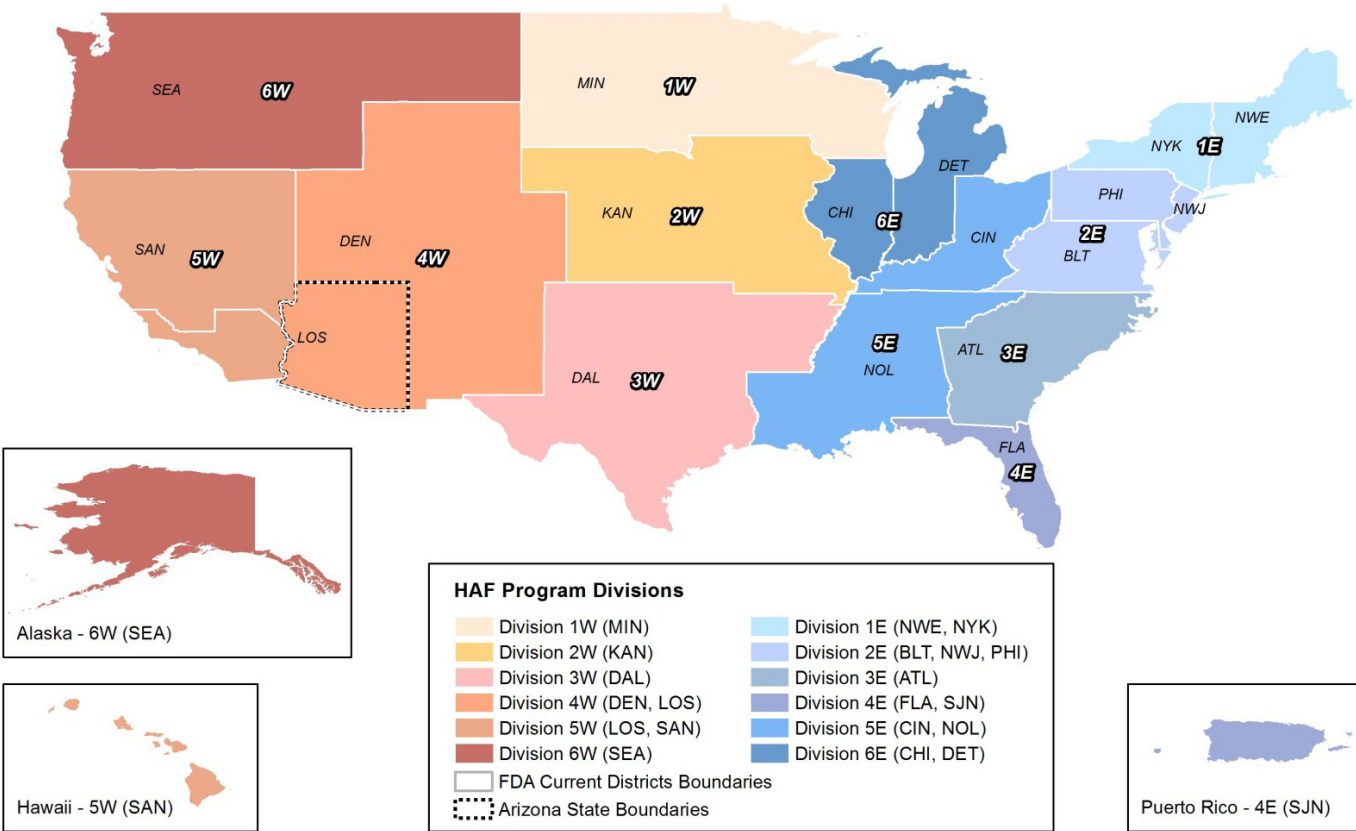 SEA 6W
MIN 1W
NWE
NYK 1E
DET
PHI
NWJ
KAN 2W
CHI 6E
CIN
2E
BLT
SAN 5W
DEN 4W
LOS
5E
NOL
ATL 3E
DAL 3W
FLA
4E
Alaska - 6W (SEA)
Hawaii - 5W (SAN)
HAF Program Divisions
Division 1W (MIN)
Division 2W (KAN)
Division 3W (DAL)
Division 4W (DEN, LOS)
Division 5W (LOS, SAN)
Division 6W (SEA)
FDA Current Districts Boundaries
Arizona State Boundaries
Division 1E (NWE, NYK)
Division 2E (BLT, NWJ, PHI)
Division 3E (ATL)
Division 4E (FLA, SJN)
Division 5E (CIN, NOL)
Division 6E (CHI, DET)
Puerto Rico - 4E (SJN)